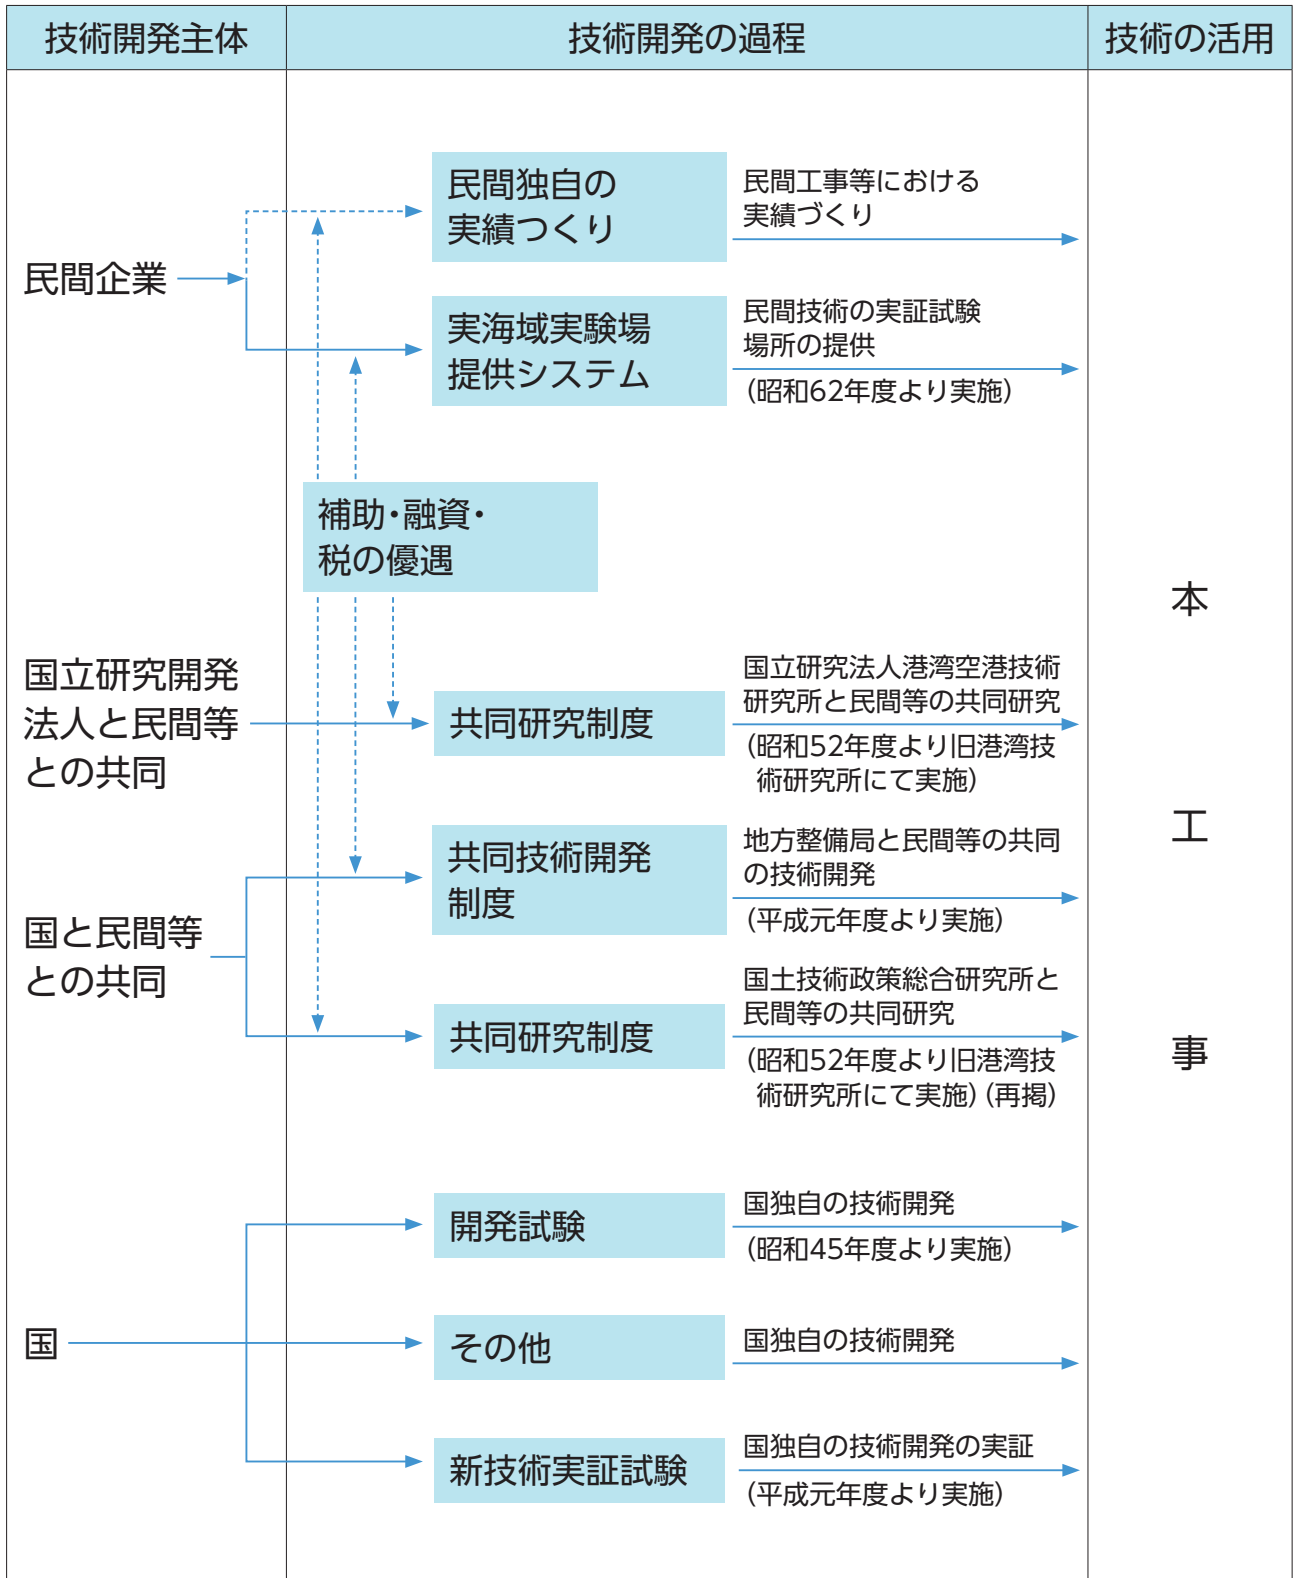 技術開発主体
技術開発の過程
技術の活用
民間企業
民間独自の
実績つくり
民間工事等における
実績づくり
実海域実験場
提供システム
民間技術の実証試験
場所の提供
(昭和62年度より実施)
補助・融資・
税の優遇
国立研究開発
法人と民間等
との共同
共同研究制度
国立研究法人港湾空港技術
研究所と民間等の共同研究
(昭和52年度より旧港湾技
術研究所にて実施)
国と民間等
との共同
共同技術開発
制度
地方整備局と民間等の共同
の技術開発
(平成元年度より実施)
共同研究制度
国土技術政策総合研究所と
民間等の共同研究
(昭和52年度より旧港湾技
術研究所にて実施)(再掲)
国
開発試験
国独自の技術開発
(昭和45年度より実施)
その他
国独自の技術開発
新技術実証試験
国独自の技術開発の実証
(平成元年度より実施)
本
工
事